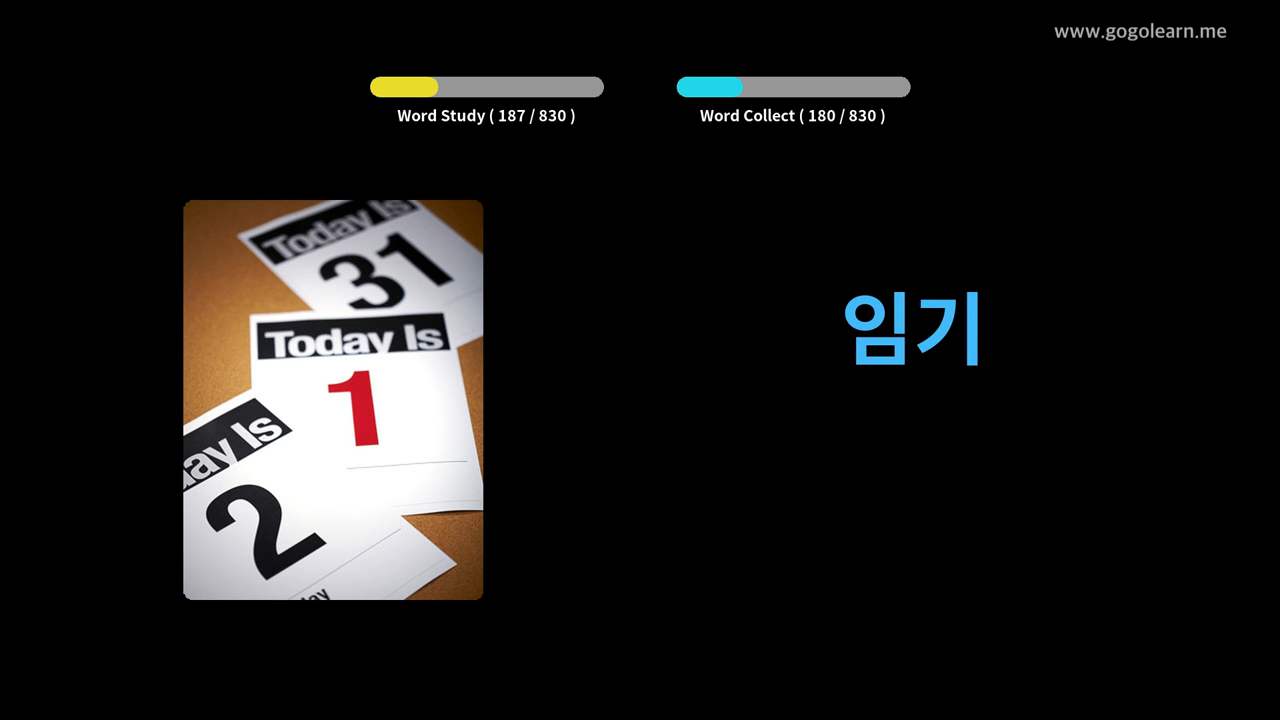 www.gogolearn.me
Word Study ( 187 / 830 )
Word Collect ( 180 / 830 )
Today Is
31
Today Is
1
ay Is
2
임기